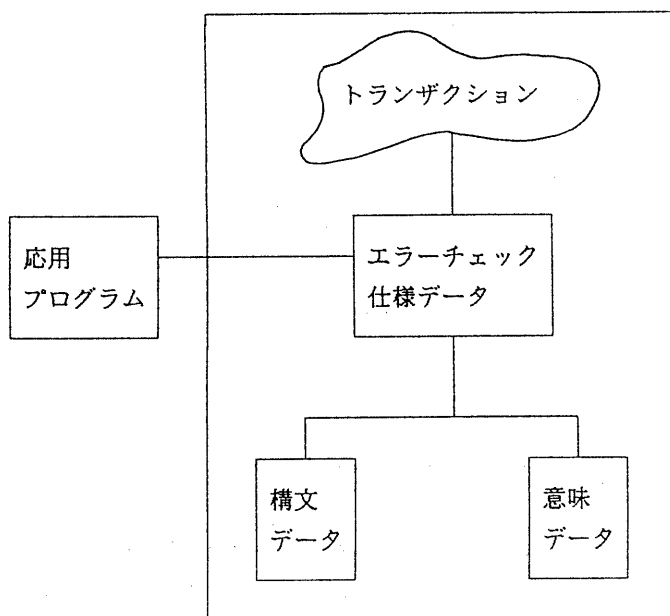 トランザクション
応用
プログラム
エラーチェック
仕様データ
構文
データ
意味
データ